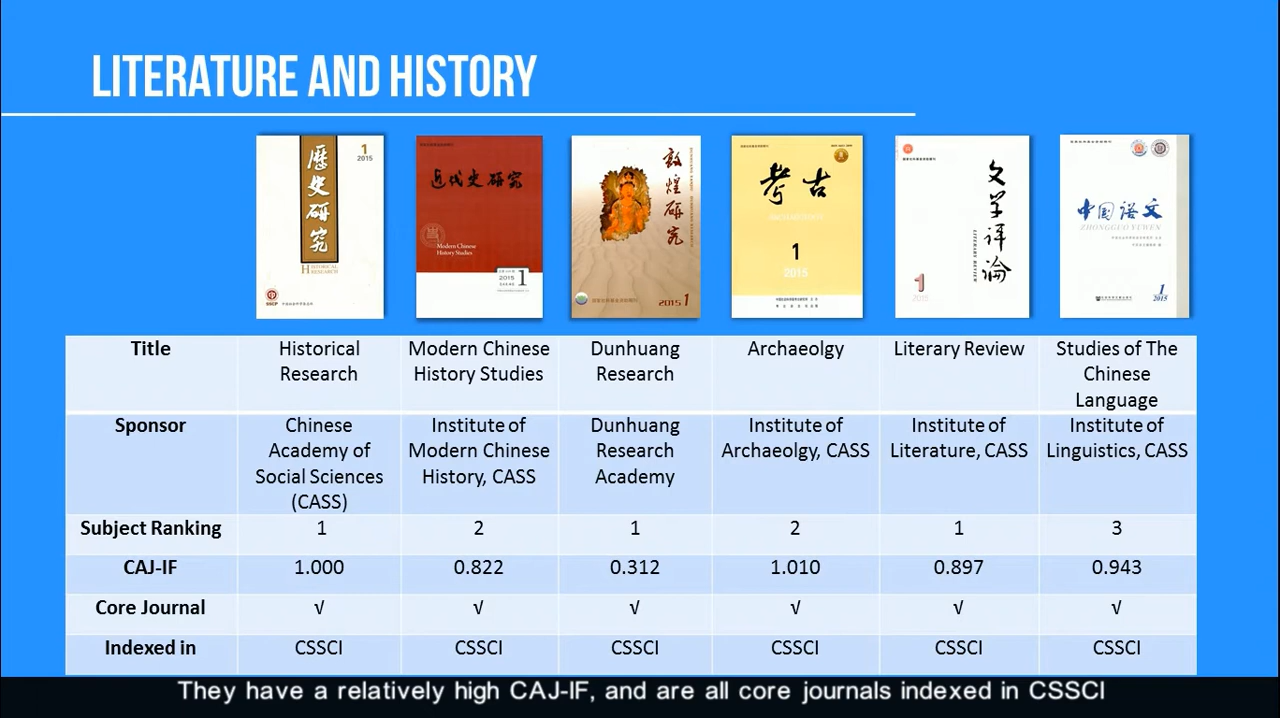 LITERATURE AND HISTORY
歷史研究
1
2015
HISTORICAL
RESEARCH
SSCP
近代史研究
Modern Chinese
History Studies
2015
1
敦煌研究
2015 1
考古
ARCHAEOLOGY
1
2015
文学评论
LITERARY REVIEW
1
2015
中国语文
ZHONGGUO YUWEN
1
2015
Title Historical Research Modern Chinese History Studies Dunhuang Research Archaeolgy Literary Review Studies of The Chinese Language
Sponsor Chinese Academy of Social Sciences (CASS) Institute of Modern Chinese History, CASS Dunhuang Research Academy Institute of Archaeolgy, CASS Institute of Literature, CASS Institute of Linguistics, CASS
Subject Ranking 1 2 1 2 1 3
CAJ-IF 1.000 0.822 0.312 1.010 0.897 0.943
Core Journal √ √ √ √ √ √
Indexed in CSSCI CSSCI CSSCI CSSCI CSSCI CSSCI
They have a relatively high CAJ-IF, and are all core journals indexed in CSSCI